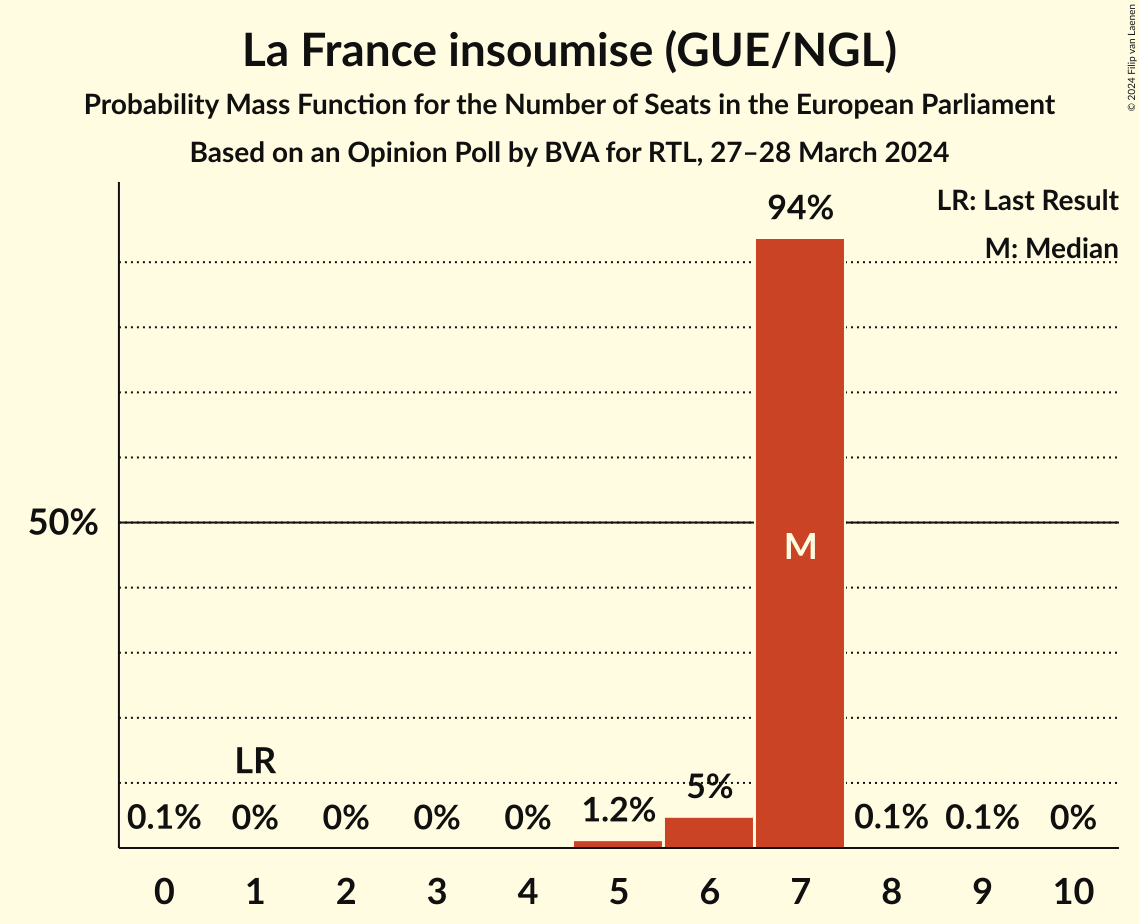 La France insoumise (GUE/NGL)
Probability Mass Function for the Number of Seats in the European Parliament
Based on an Opinion Poll by BVA for RTL, 27–28 March 2024
© 2024 Filip van Laenen
LR: Last Result
M: Median
94%
50%
M
LR
0.1% 0% 0% 0% 0% 1.2% 5% 0.1% 0.1% 0%
0 1 2 3 4 5 6 7 8 9 10